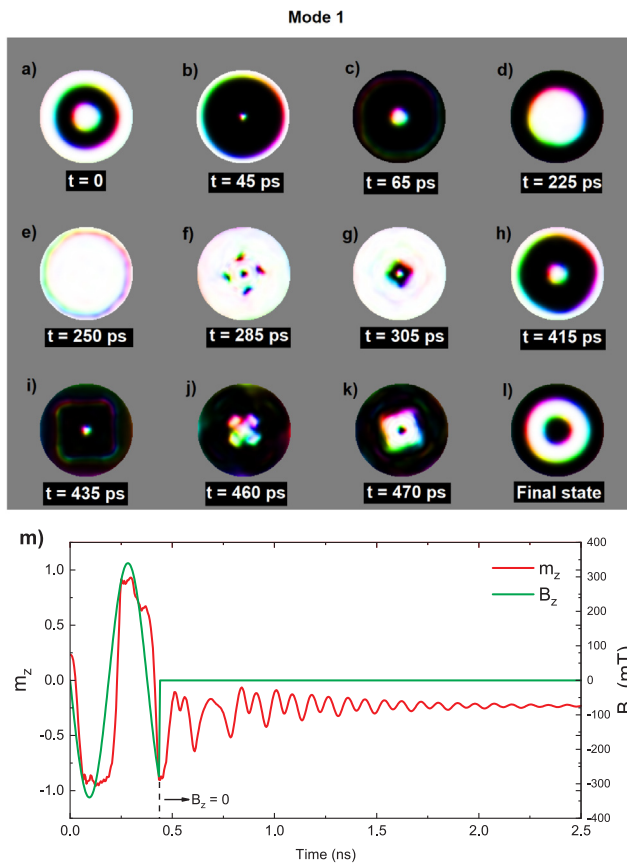 Mode 1
a) b) c) d)
t = 0 t = 45 ps t = 65 ps t = 225 ps
e) f) g) h)
t = 250 ps t = 285 ps t = 305 ps t = 415 ps
i) j) k) l)
t = 435 ps t = 460 ps t = 470 ps Final state
m)
m_z
B_z
1.0
0.5
0.0
-0.5
-1.0
m_z
400
300
200
100
0
-100
-200
-300
-400
B (mT)
B_z = 0
0.0 0.5 1.0 1.5 2.0 2.5
Time (ns)